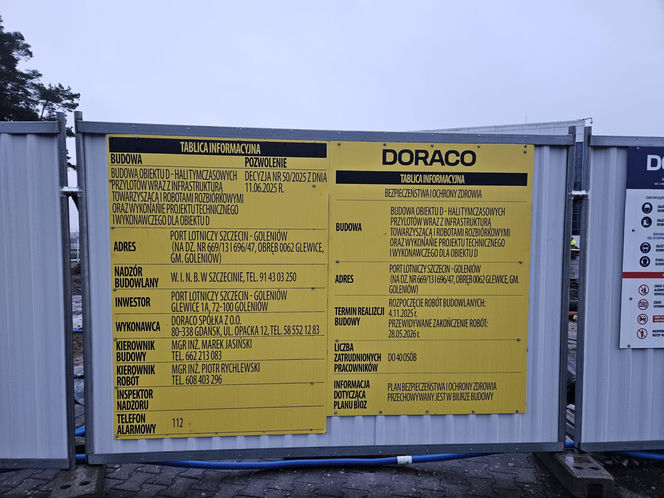 TABLICA INFORMACYJNA
BUDOWA
BUDOWA OBIEKTU D - HALI TYMCZASOWYCH
PRZYLOTÓW WRAZ Z INFRASTRUKTURĄ
TOWARZYSZĄCĄ I ROBOTAMI ROZBIÓRKOWYMI
ORAZ WYKONANIE PROJEKTU TECHNICZNEGO
I WYKONAWCZEGO DLA OBIEKTU D
POZWOLENIE
DECYZJA NR 50/2025 Z DNIA
11.06.2025 R.
ADRES
PORT LOTNICZY SZCZECIN - GOLENIÓW
(NA DZ. NR 669/13 I 696/47, OBRĘB 0062 GLEWICE,
GM. GOLENIÓW)
NADZÓR
BUDOWLANY
W. I. N. B. W SZCZECINIE, TEL. 91 43 03 250
INWESTOR
PORT LOTNICZY SZCZECIN - GOLENIÓW
GLEWICE 1A, 72-100 GOLENIÓW
WYKONAWCA
DORACO SPÓŁKA Z O.O.
80-338 GDAŃSK, UL. OPACKA 12, TEL. 58 552 12 83
KIEROWNIK
BUDOWY
MGR INŻ. MAREK JASIŃSKI
TEL. 662 213 083
KIEROWNIK
ROBÓT
MGR INŻ. PIOTR RYCHLEWSKI
TEL. 608 403 296
INSPEKTOR
NADZORU
TELEFON
ALARMOWY
112
DORACO
TABLICA INFORMACYJNA
BEZPIECZEŃSTWA I OCHRONY ZDROWIA
BUDOWA
BUDOWA OBIEKTU D - HALI TYMCZASOWYCH
PRZYLOTÓW WRAZ Z INFRASTRUKTURĄ
TOWARZYSZĄCĄ I ROBOTAMI ROZBIÓRKOWYMI
ORAZ WYKONANIE PROJEKTU TECHNICZNEGO
I WYKONAWCZEGO DLA OBIEKTU D
ADRES
PORT LOTNICZY SZCZECIN - GOLENIÓW
(NA DZ. NR 669/13 I 696/47, OBRĘB 0062 GLEWICE, GM.
GOLENIÓW)
TERMIN REALIZCJI
BUDOWY
ROZPOCZĘCIE ROBÓT BUDOWLANYCH:
4.11.2025 r.
PRZEWIDYWANE ZAKOŃCZENIE ROBÓT:
28.05.2026 r.
LICZBA
ZATRUDNIONYCH
PRACOWNIKÓW
DO 40 OSÓB
INFORMACJA
DOTYCZĄCA
PLANU BIOZ
PLAN BEZPIECZEŃSTWA I OCHRONY ZDROWIA
PRZECHOWYWANY JEST W BIURZE BUDOWY
DO